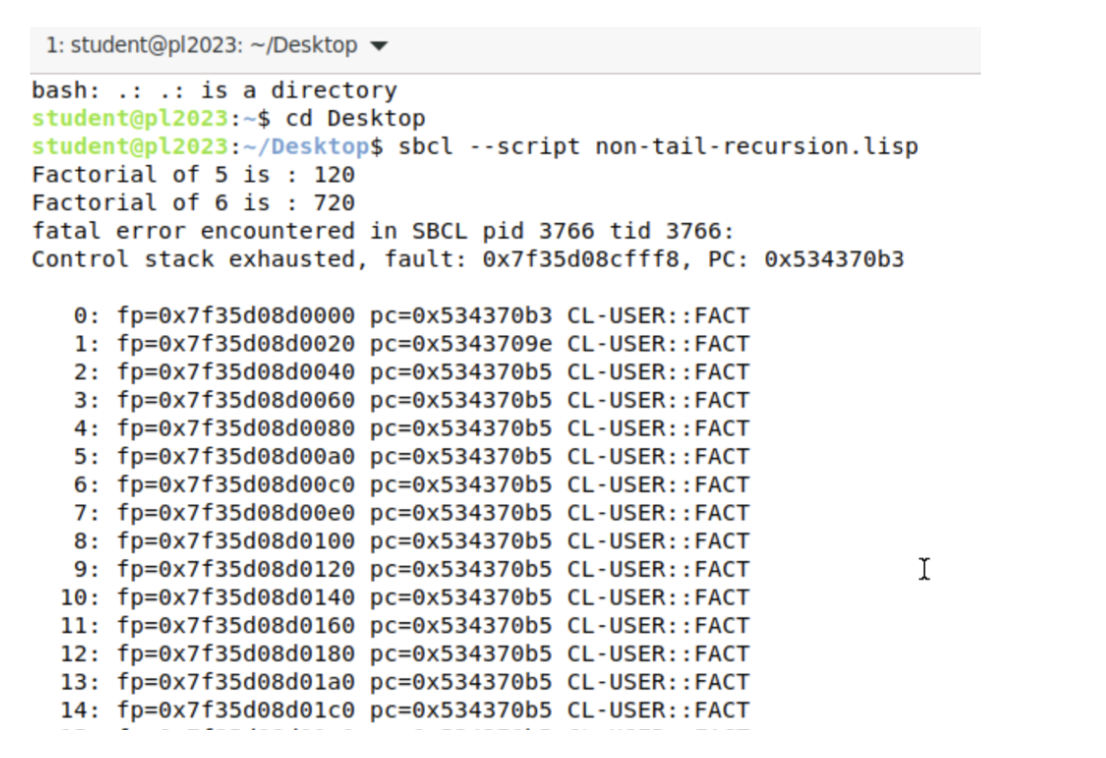 1: student@pl2023: ~/Desktop
bash: .: .: is a directory
student@pl2023:~$ cd Desktop
student@pl2023:~/Desktop$ sbcl --script non-tail-recursion.lisp
Factorial of 5 is : 120
Factorial of 6 is : 720
fatal error encountered in SBCL pid 3766 tid 3766:
Control stack exhausted, fault: 0x7f35d08cfff8, PC: 0x534370b3
0: fp=0x7f35d08d0000 pc=0x534370b3 CL-USER::FACT
1: fp=0x7f35d08d0020 pc=0x5343709e CL-USER::FACT
2: fp=0x7f35d08d0040 pc=0x534370b5 CL-USER::FACT
3: fp=0x7f35d08d0060 pc=0x534370b5 CL-USER::FACT
4: fp=0x7f35d08d0080 pc=0x534370b5 CL-USER::FACT
5: fp=0x7f35d08d00a0 pc=0x534370b5 CL-USER::FACT
6: fp=0x7f35d08d00c0 pc=0x534370b5 CL-USER::FACT
7: fp=0x7f35d08d00e0 pc=0x534370b5 CL-USER::FACT
8: fp=0x7f35d08d0100 pc=0x534370b5 CL-USER::FACT
9: fp=0x7f35d08d0120 pc=0x534370b5 CL-USER::FACT
10: fp=0x7f35d08d0140 pc=0x534370b5 CL-USER::FACT
11: fp=0x7f35d08d0160 pc=0x534370b5 CL-USER::FACT
12: fp=0x7f35d08d0180 pc=0x534370b5 CL-USER::FACT
13: fp=0x7f35d08d01a0 pc=0x534370b5 CL-USER::FACT
14: fp=0x7f35d08d01c0 pc=0x534370b5 CL-USER::FACT